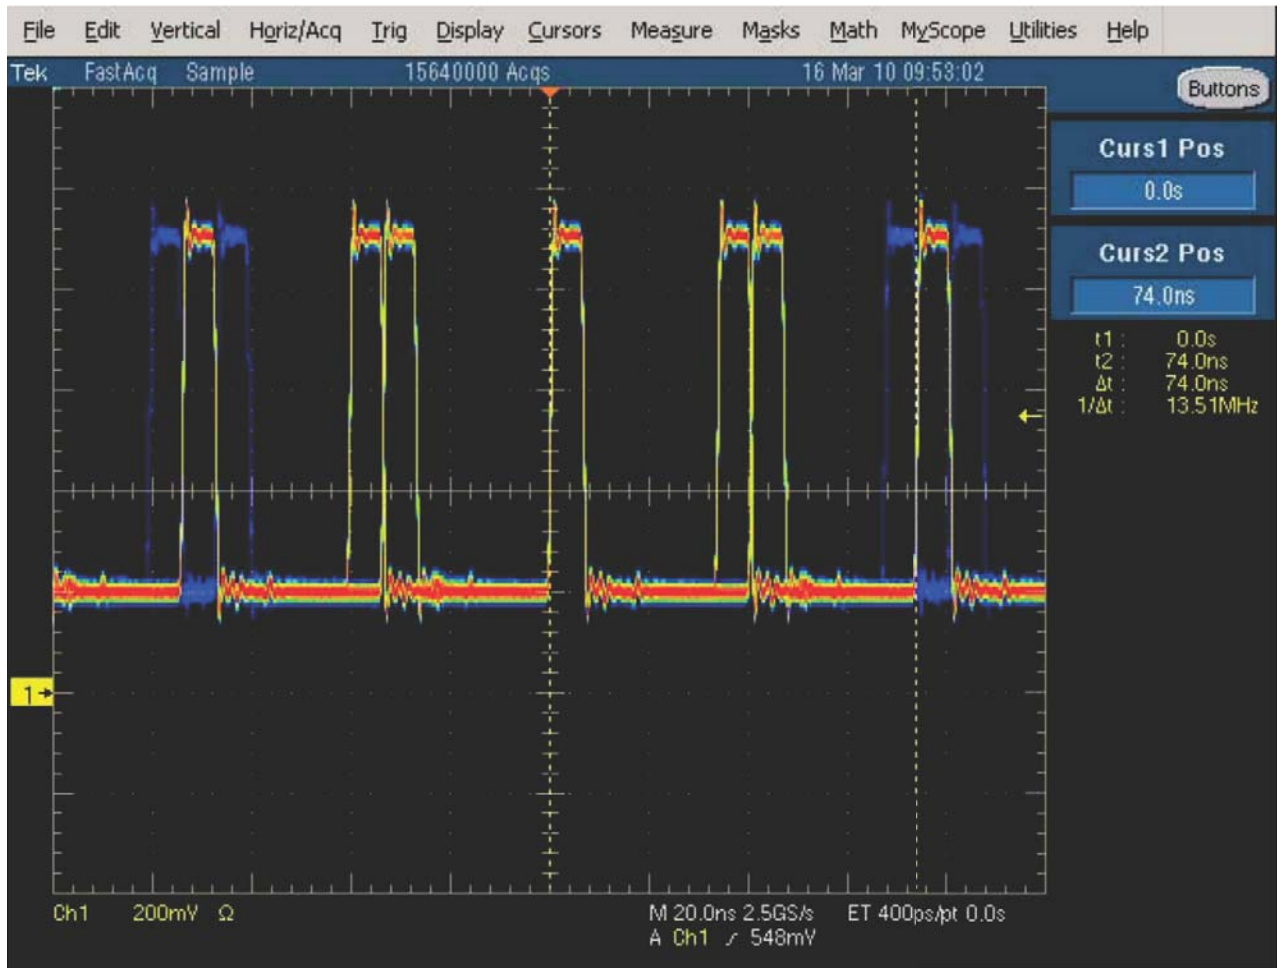 File Edit Vertical Horiz/Acq Trig Display Cursors Measure Masks Math MyScope Utilities Help
Tek FastAcq Sample 15640000 Acqs 16 Mar 10 09:53:02
Buttons
Curs1 Pos
0.0s
Curs2 Pos
74.0ns
t1 : 0.0s
t2 : 74.0ns
Δt : 74.0ns
1/Δt : 13.51MHz
1
Ch1 200mV Ω M 20.0ns 2.5GS/s ET 400ps/pt 0.0s
A Ch1 548mV